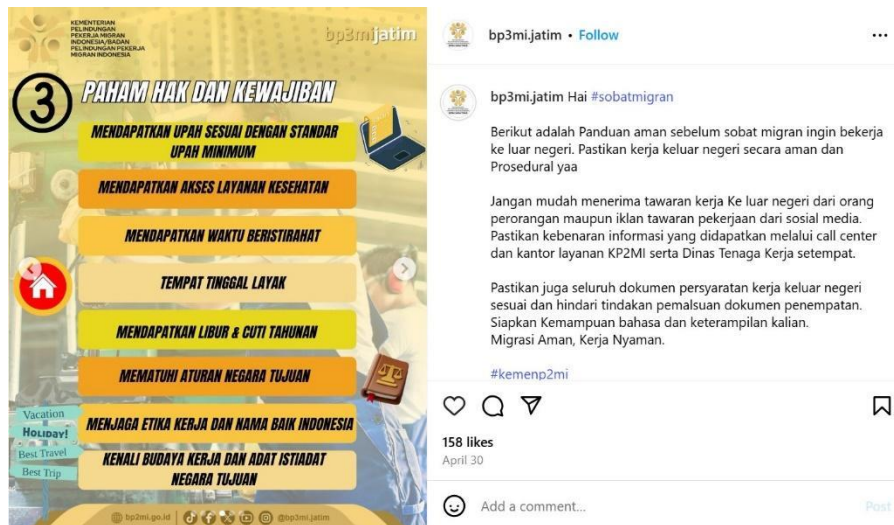 KEMENTERIAN
PELINDUNGAN
PEKERJA MIGRAN
INDONESIA/BADAN
PELINDUNGAN PEKERJA
MIGRAN INDONESIA
bp3mijatim
3
PAHAM HAK DAN KEWAJIBAN
MENDAPATKAN UPAH SESUAI DENGAN STANDAR
UPAH MINIMUM
MENDAPATKAN AKSES LAYANAN KESEHATAN
MENDAPATKAN WAKTU BERISTIRAHAT
TEMPAT TINGGAL LAYAK
MENDAPATKAN LIBUR & CUTI TAHUNAN
MEMATUHI ATURAN NEGARA TUJUAN
MENJAGA ETIKA KERJA DAN NAMA BAIK INDONESIA
KENALI BUDAYA KERJA DAN ADAT ISTIADAT
NEGARA TUJUAN
Vacation
HOLIDAY!
Best Travel
Best Trip
bp2mi.go.id
@bp3mi.jatim
bp3mi.jatim • Follow
bp3mi.jatim Hai #sobatmigran
Berikut adalah Panduan aman sebelum sobat migran ingin bekerja
ke luar negeri. Pastikan kerja keluar negeri secara aman dan
Prosedural yaa
Jangan mudah menerima tawaran kerja Ke luar negeri dari orang
perorangan maupun iklan tawaran pekerjaan dari sosial media.
Pastikan kebenaran informasi yang didapatkan melalui call center
dan kantor layanan KP2MI serta Dinas Tenaga Kerja setempat.
Pastikan juga seluruh dokumen persyaratan kerja keluar negeri
sesuai dan hindari tindakan pemalsuan dokumen penempatan.
Siapkan Kemampuan bahasa dan keterampilan kalian.
Migrasi Aman, Kerja Nyaman.
#kemenp2mi
158 likes
April 30
Add a comment...
Post